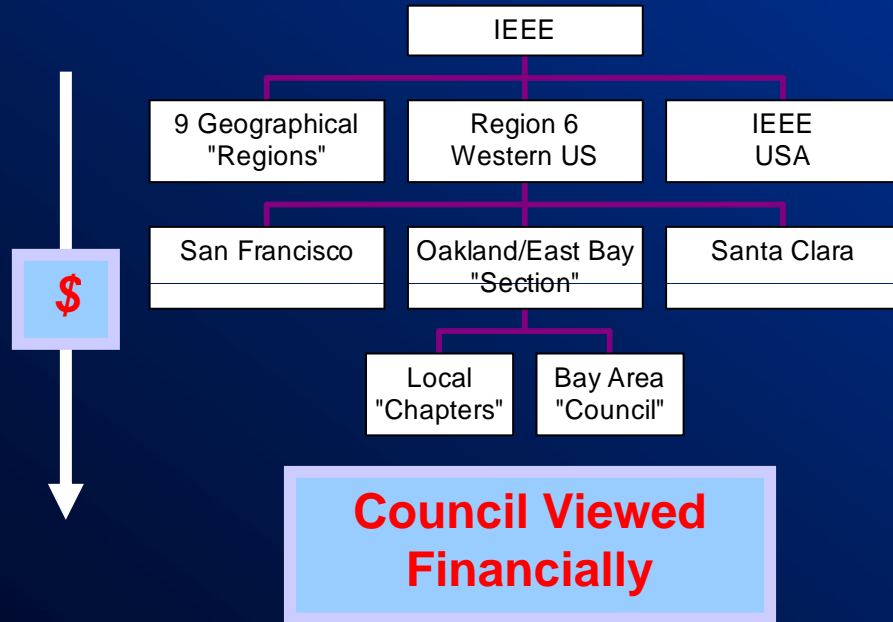 IEEE
9 Geographical
"Regions"
Region 6
Western US
IEEE
USA
San Francisco
Oakland/East Bay
"Section"
Santa Clara
$
Local
"Chapters"
Bay Area
"Council"
Council Viewed
Financially